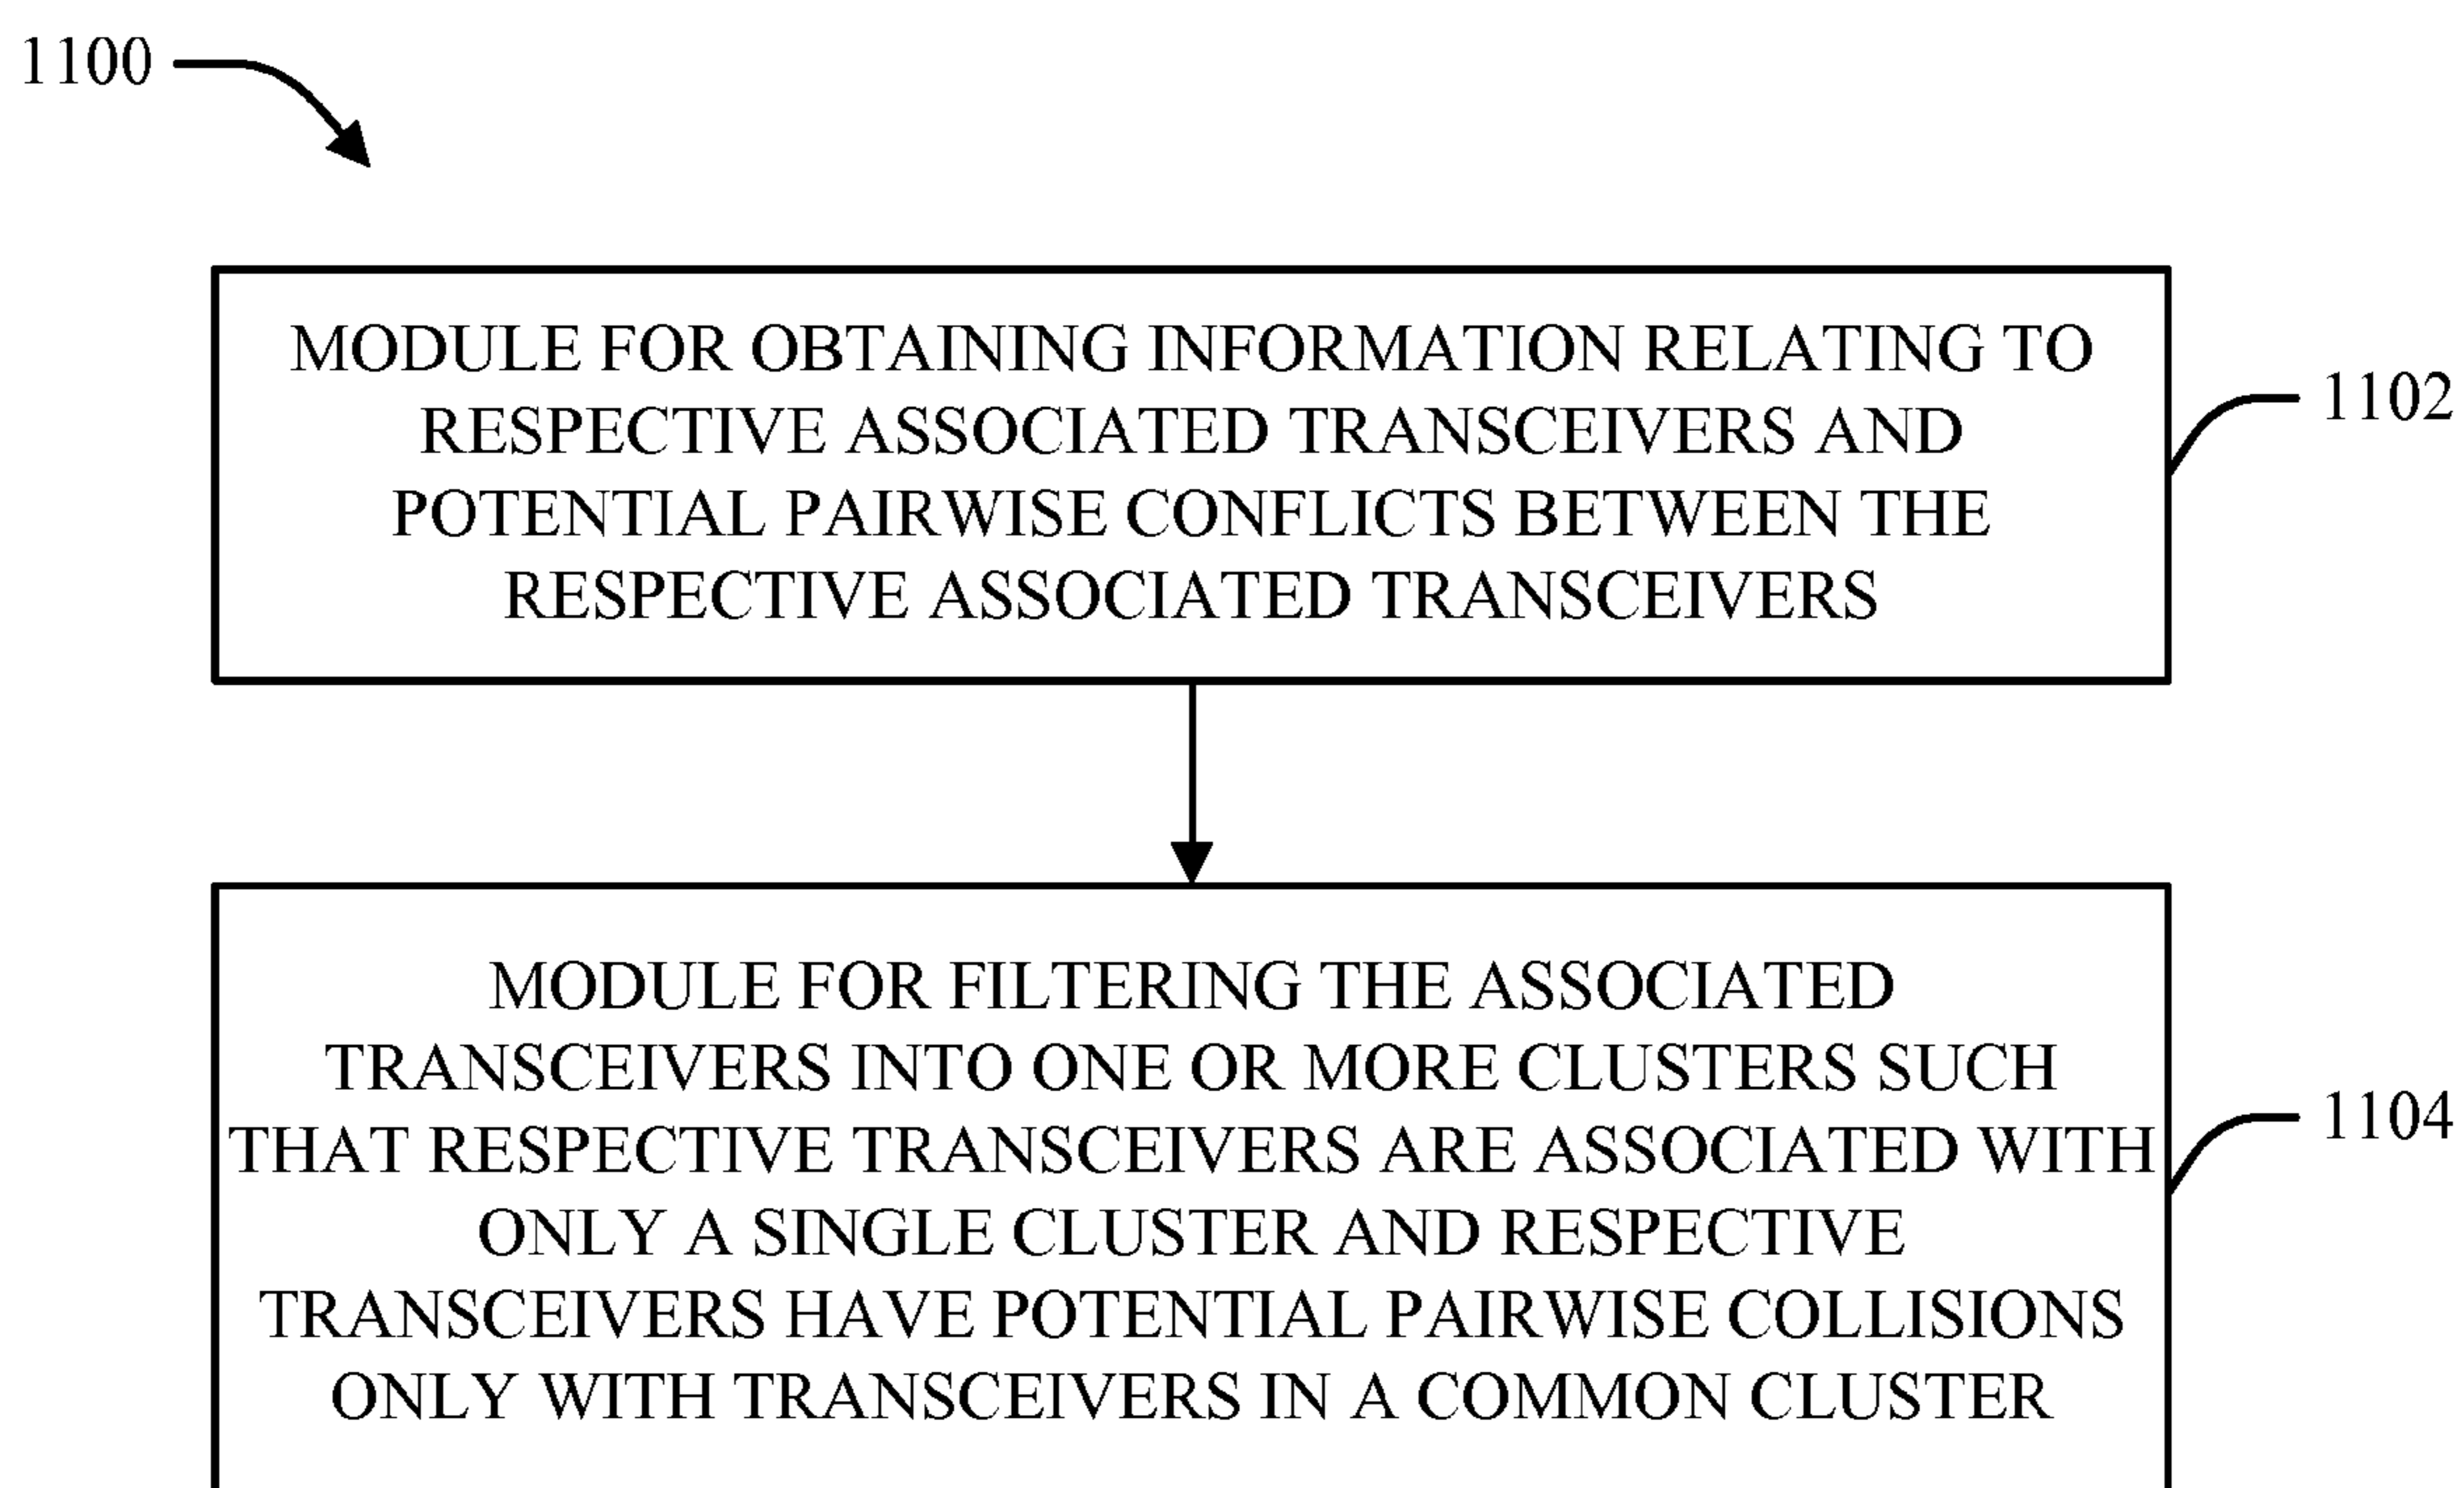 1100
MODULE FOR OBTAINING INFORMATION RELATING TO
RESPECTIVE ASSOCIATED TRANSCEIVERS AND
POTENTIAL PAIRWISE CONFLICTS BETWEEN THE
RESPECTIVE ASSOCIATED TRANSCEIVERS
1102
MODULE FOR FILTERING THE ASSOCIATED
TRANSCEIVERS INTO ONE OR MORE CLUSTERS SUCH
THAT RESPECTIVE TRANSCEIVERS ARE ASSOCIATED WITH
ONLY A SINGLE CLUSTER AND RESPECTIVE
TRANSCEIVERS HAVE POTENTIAL PAIRWISE COLLISIONS
ONLY WITH TRANSCEIVERS IN A COMMON CLUSTER
1104